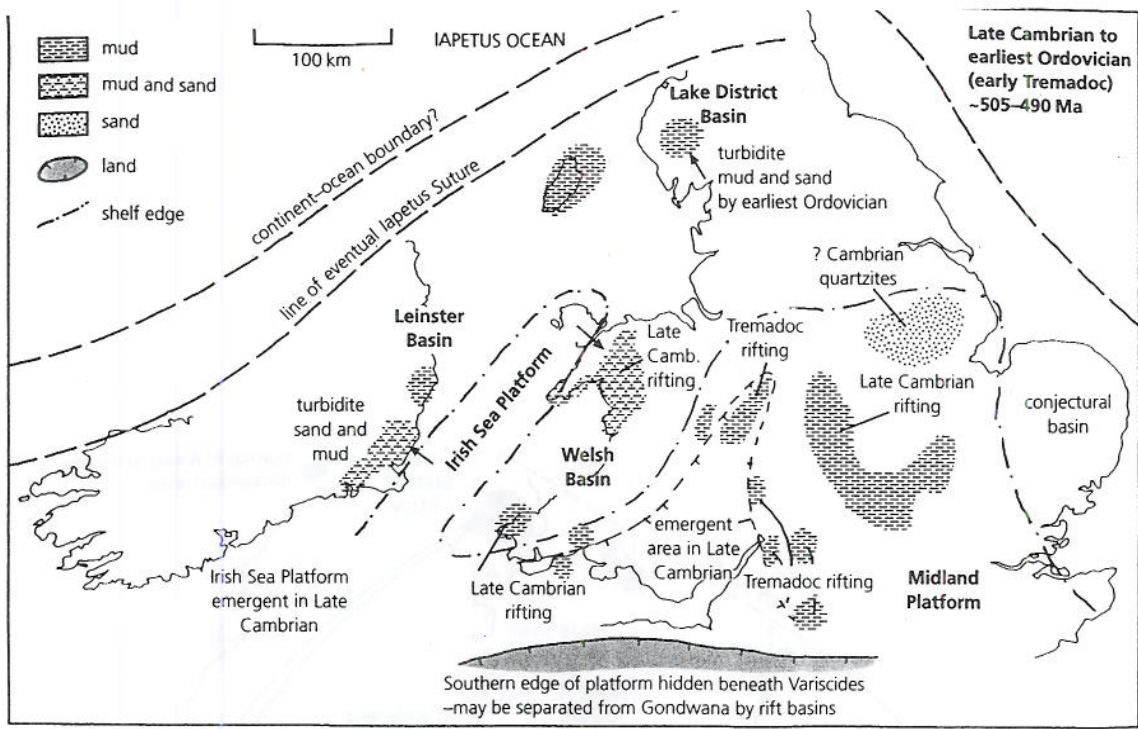 mud
mud and sand
sand
land
shelf edge
100 km
IAPETUS OCEAN
Late Cambrian to
earliest Ordovician
(early Tremadoc)
~505–490 Ma
continent–ocean boundary?
line of eventual Iapetus Suture
Lake District
Basin
turbidite
mud and sand
by earliest Ordovician
? Cambrian
quartzites
Leinster
Basin
Irish Sea Platform
Late
Camb.
rifting
Tremadoc
rifting
Late Cambrian
rifting
conjectural
basin
turbidite
sand and
mud
Welsh
Basin
emergent
area in Late
Cambrian
Irish Sea Platform
emergent in Late
Cambrian
Late Cambrian
rifting
Tremadoc rifting
Midland
Platform
Southern edge of platform hidden beneath Variscides
–may be separated from Gondwana by rift basins